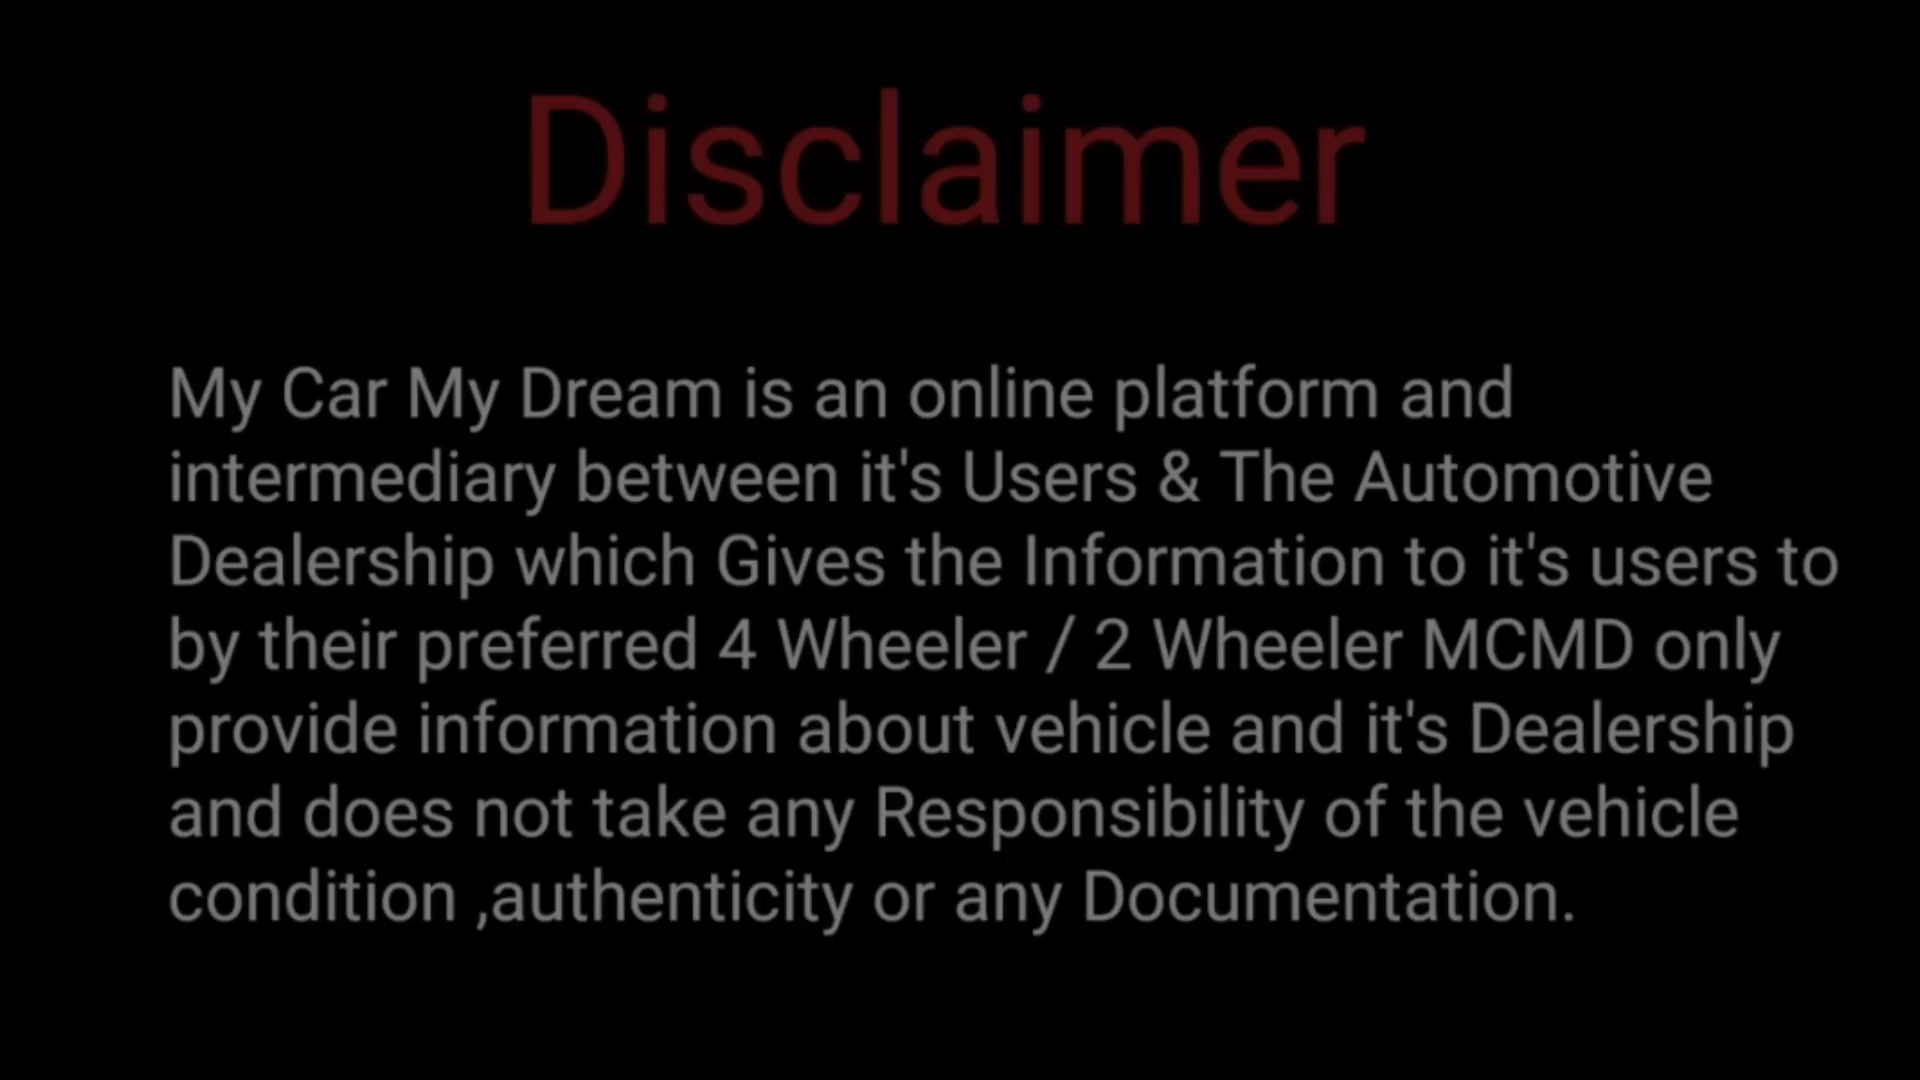 Disclaimer
My Car My Dream is an online platform and
intermediary between it's Users & The Automotive
Dealership which Gives the Information to it's users to
by their preferred 4 Wheeler / 2 Wheeler MCMD only
provide information about vehicle and it's Dealership
and does not take any Responsibility of the vehicle
condition ,authenticity or any Documentation.